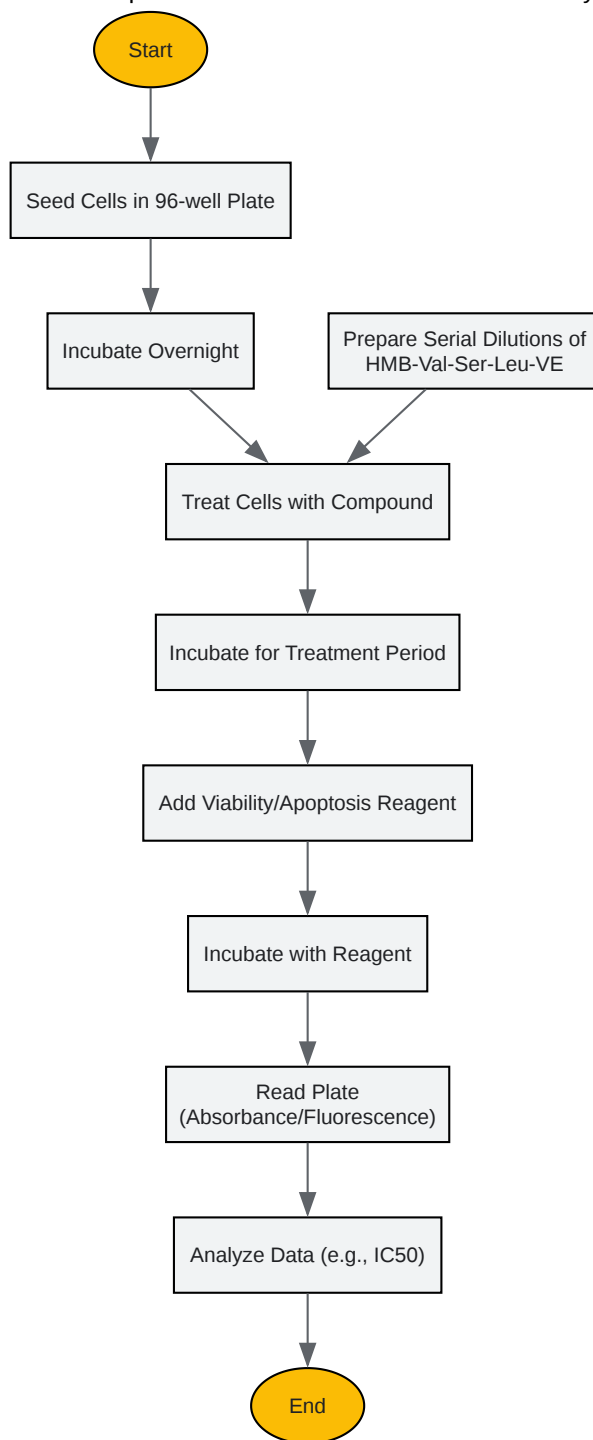 Start
Seed Cells in 96-well Plate
Incubate Overnight
Prepare Serial Dilutions of
HMB-Val-Ser-Leu-VE
Treat Cells with Compound
Incubate for Treatment Period
Add Viability/Apoptosis Reagent
Incubate with Reagent
Read Plate
(Absorbance/Fluorescence)
Analyze Data (e.g., IC50)
End